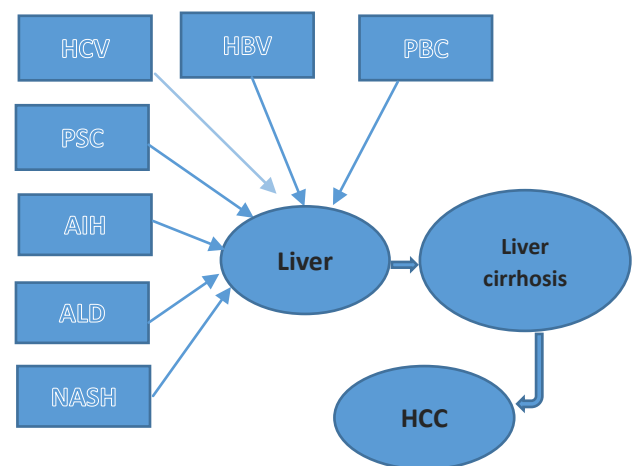 HCV
HBV
PBC
PSC
AIH
ALD
NASH
Liver
Liver
cirrhosis
HCC